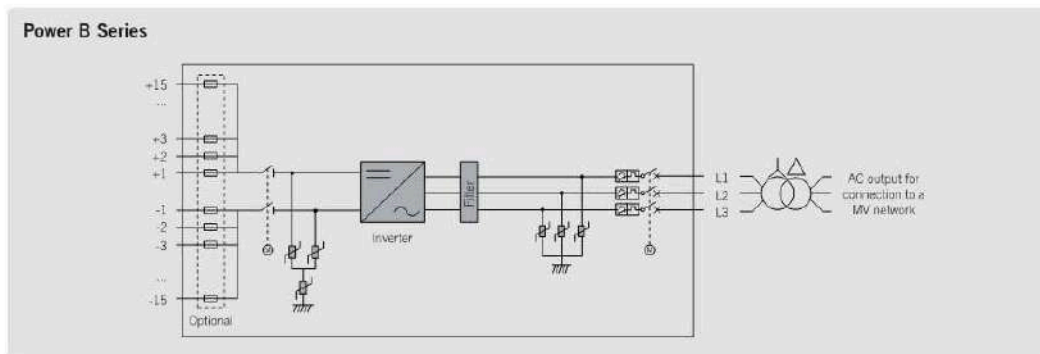 Power B Series
+15
...
+3
+2
+1
-1
-2
-3
...
-15
Optional
Inverter
Filter
L1
L2
L3
AC output for
connection to a
MV network